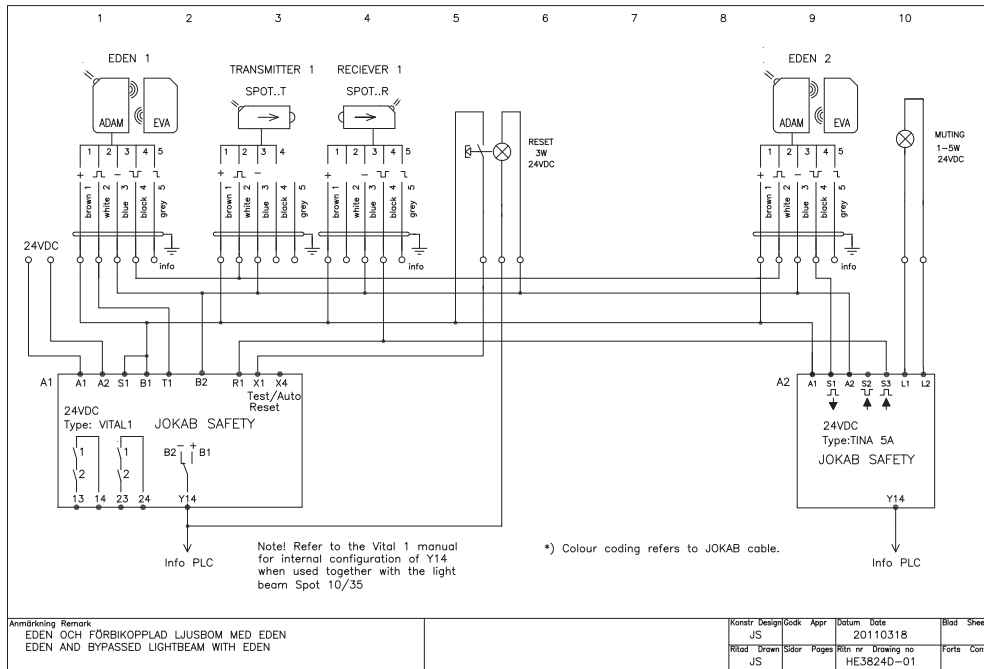 1 2 3 4 5 6 7 8 9 10
EDEN 1
TRANSMITTER 1
RECIEVER 1
EDEN 2
SPOT..T
SPOT..R
ADAM
EVA
ADAM
EVA
RESET
3W
24VDC
MUTING
1-5W
24VDC
1 2 3 4 5
1 2 3 4
1 2 3 4 5
1 2 3 4 5
+ -
+ -
+ -
+ -
brown 1
white 2
blue 3
black 4
grey 5
brown 1
white 2
blue 3
black 4
grey 5
brown 1
white 2
blue 3
black 4
grey 5
brown 1
white 2
blue 3
black 4
grey 5
24VDC
info
info
info
A1
A1 A2 S1 B1 T1 B2 R1 X1 X4
Test/Auto
Reset
24VDC
Type: VITAL1
JOKAB SAFETY
B2 - + B1
1 1
2 2
13 14 23 24 Y14
Info PLC
A2
A1 S1 A2 S2 S3 L1 L2
24VDC
Type:TINA 5A
JOKAB SAFETY
Y14
Info PLC
Note! Refer to the Vital 1 manual
for internal configuration of Y14
when used together with the light
beam Spot 10/35
*) Colour coding refers to JOKAB cable.
Anmärkning Remark
EDEN OCH FÖRBIKOPPLAD LJUSBOM MED EDEN
EDEN AND BYPASSED LIGHTBEAM WITH EDEN
Konstr Design Godk Appr Datum Date Blad Shee
JS 20110318
Ritad Drawn Sidor Pages Ritn nr Drawing no Forts Con
JS HE3824D-01